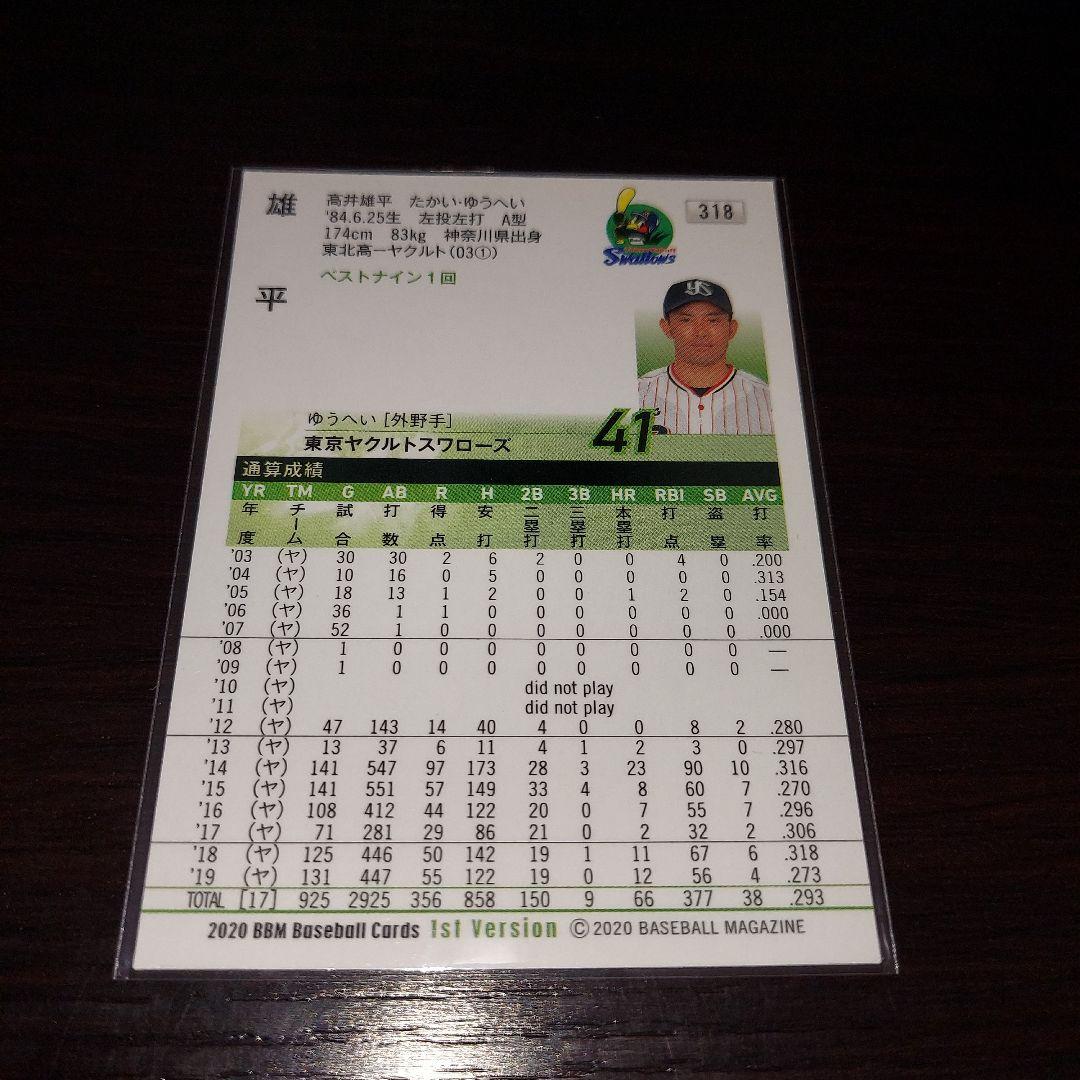 雄平
高井雄平 たかい・ゆうへい
'84.6.25生 左投左打 A型
174cm 83kg 神奈川県出身
東北高ーヤクルト(03①)
ベストナイン1回
Swallows
318
YS
ゆうへい [外野手]
東京ヤクルトスワローズ
41
通算成績
YR TM G AB R H 2B 3B HR RBI SB AVG
年度 チーム 試合 打数 得点 安打 二塁打 三塁打 本塁打 打点 盗塁 打率
'03 (ヤ) 30 30 2 6 2 0 0 4 0 .200
'04 (ヤ) 10 16 0 5 0 0 0 0 0 .313
'05 (ヤ) 18 13 1 2 0 0 1 2 0 .154
'06 (ヤ) 36 1 1 0 0 0 0 0 0 .000
'07 (ヤ) 52 1 0 0 0 0 0 0 0 .000
'08 (ヤ) 1 0 0 0 0 0 0 0 0 —
'09 (ヤ) 1 0 0 0 0 0 0 0 0 —
'10 (ヤ) did not play
'11 (ヤ) did not play
'12 (ヤ) 47 143 14 40 4 0 0 8 2 .280
'13 (ヤ) 13 37 6 11 4 1 2 3 0 .297
'14 (ヤ) 141 547 97 173 28 3 23 90 10 .316
'15 (ヤ) 141 551 57 149 33 4 8 60 7 .270
'16 (ヤ) 108 412 44 122 20 0 7 55 7 .296
'17 (ヤ) 71 281 29 86 21 0 2 32 2 .306
'18 (ヤ) 125 446 50 142 19 1 11 67 6 .318
'19 (ヤ) 131 447 55 122 19 0 12 56 4 .273
TOTAL [17] 925 2925 356 858 150 9 66 377 38 .293
2020 BBM Baseball Cards 1st Version © 2020 BASEBALL MAGAZINE